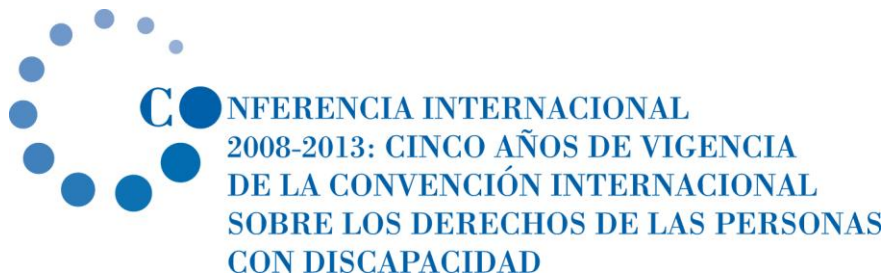 CONFERENCIA INTERNACIONAL
2008-2013: CINCO AÑOS DE VIGENCIA
DE LA CONVENCIÓN INTERNACIONAL
SOBRE LOS DERECHOS DE LAS PERSONAS
CON DISCAPACIDAD